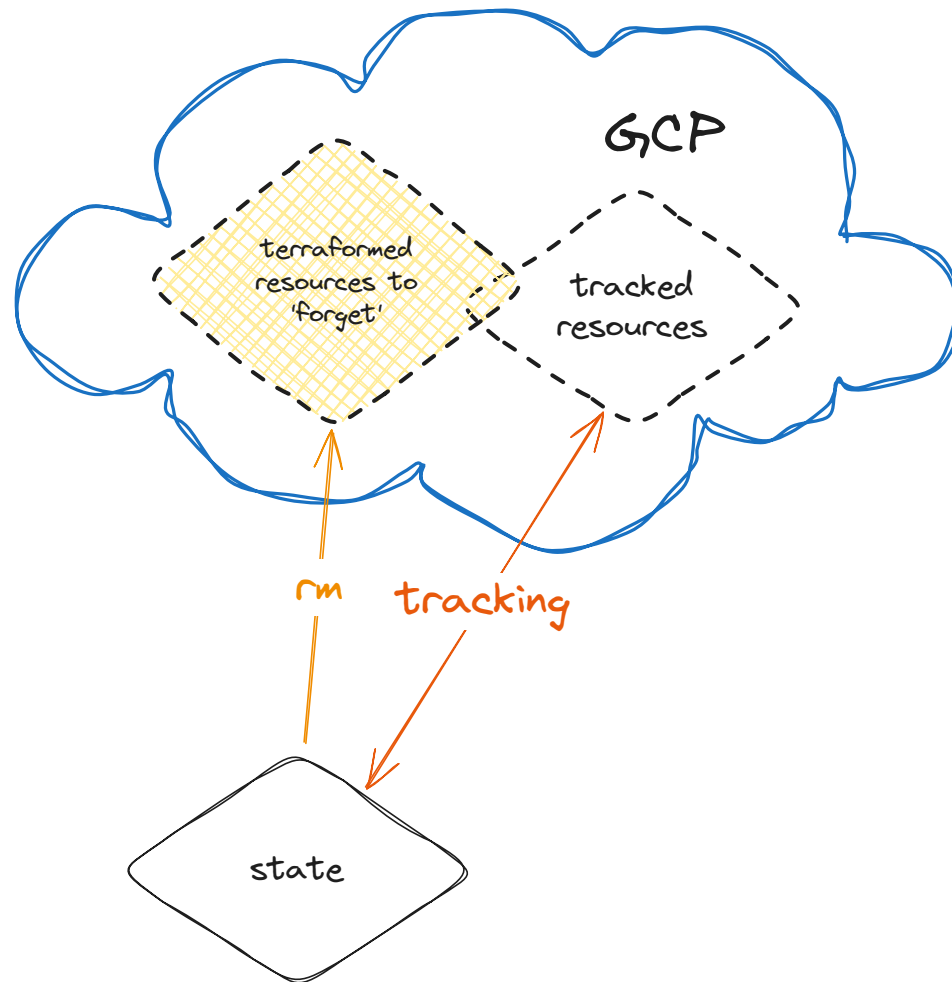 GCP
terraformed
resources to
'forget'
tracked
resources
rm
tracking
state